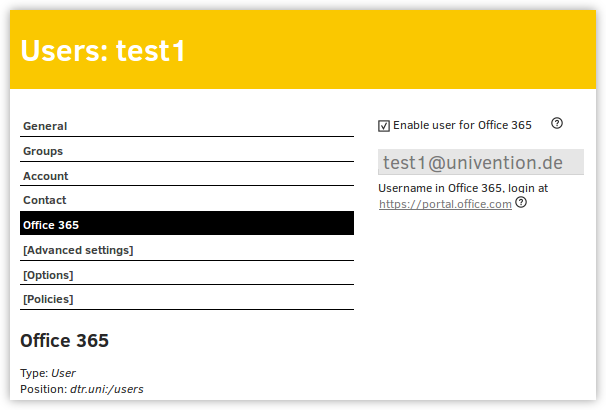 Users: test1
General
Groups
Account
Contact
Office 365
[Advanced settings]
[Options]
[Policies]
Office 365
Type: User
Position: dtr.uni:/users
Enable user for Office 365
test1@univention.de
Username in Office 365, login at
https://portal.office.com